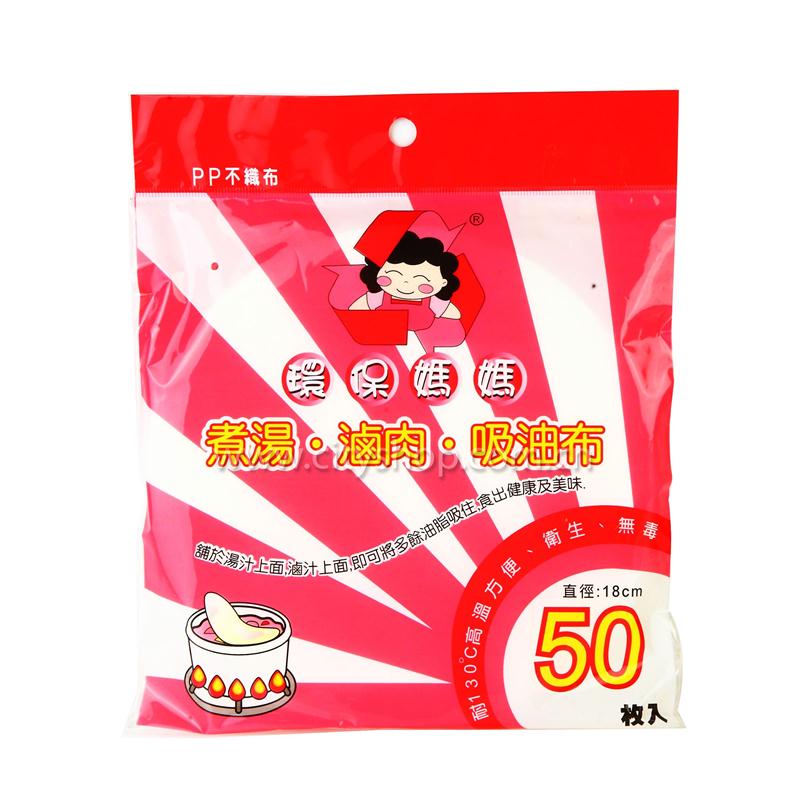 PP不織布
®
環保媽媽
煮湯・滷肉・吸油布
www.cityshop.com
舖於湯汁上面,滷汁上面,即可將多餘油脂吸住,食出健康及美味.
耐130°C高溫方便、衛生、無毒
直徑:18cm
50
枚入